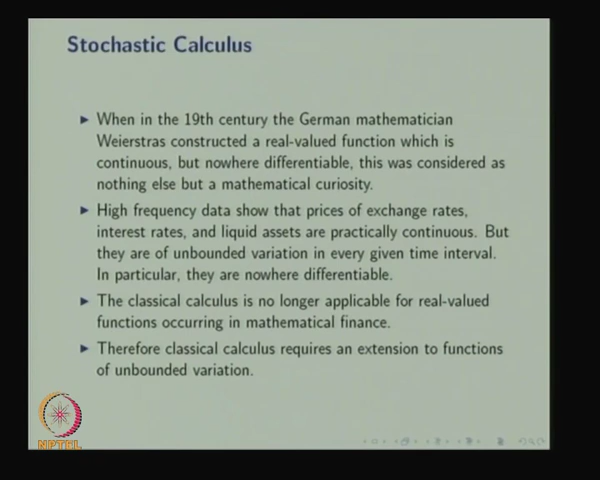 Stochastic Calculus
When in the 19th century the German mathematician
Weierstras constructed a real-valued function which is
continuous, but nowhere differentiable, this was considered as
nothing else but a mathematical curiosity.
High frequency data show that prices of exchange rates,
interest rates, and liquid assets are practically continuous. But
they are of unbounded variation in every given time interval.
In particular, they are nowhere differentiable.
The classical calculus is no longer applicable for real-valued
functions occurring in mathematical finance.
Therefore classical calculus requires an extension to functions
of unbounded variation.
NPTEL